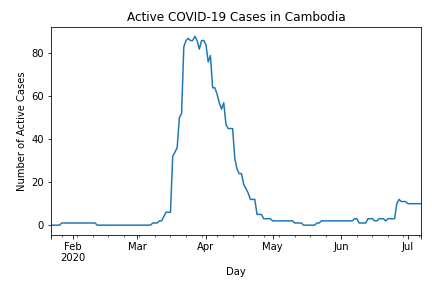 Active COVID-19 Cases in Cambodia
Number of Active Cases
80
60
40
20
0
Feb Mar Apr May Jun Jul
2020
Day